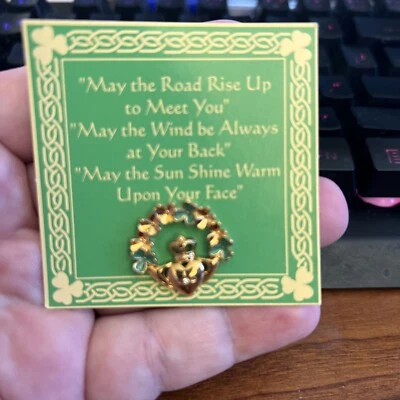 "May the Road Rise Up
to Meet You"
"May the Wind be Always
at Your Back"
"May the Sun Shine Warm
Upon Your Face"